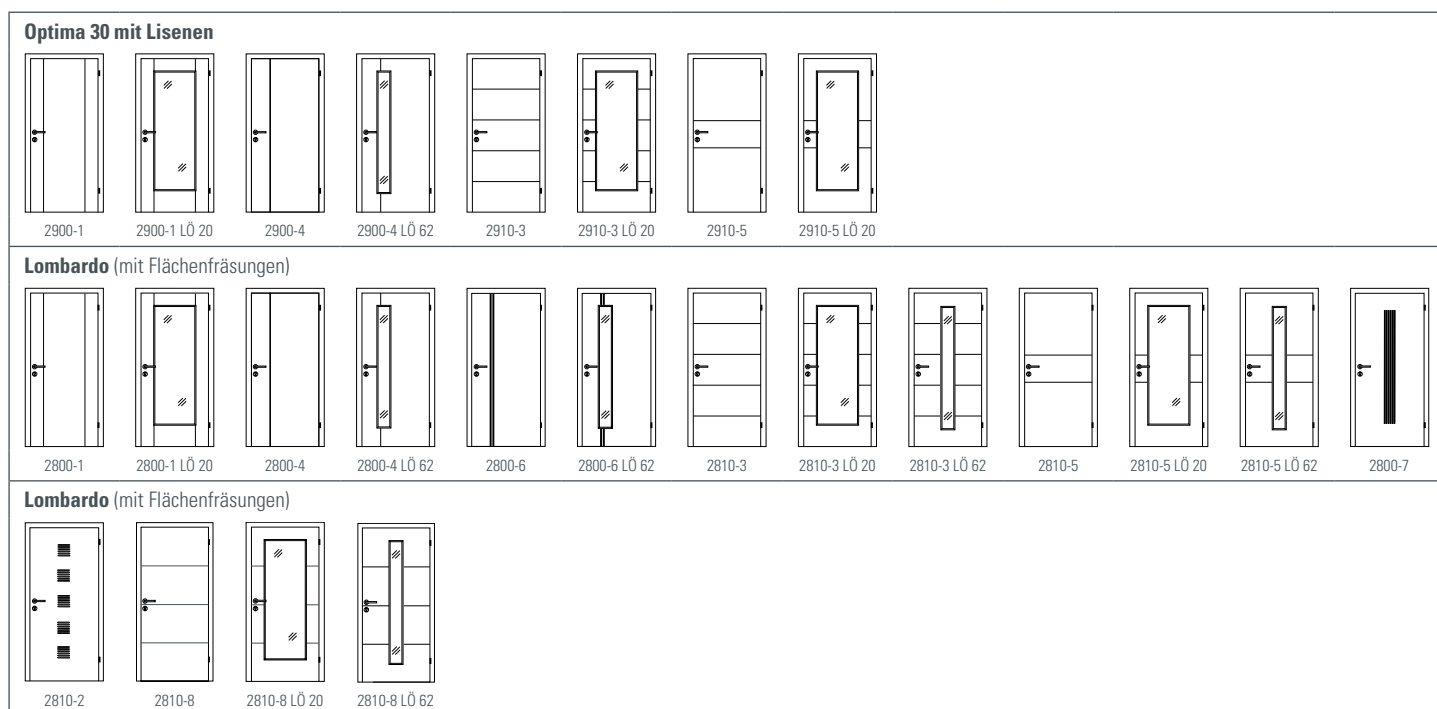 Optima 30 mit Lisenen
2900-1 2900-1 LÖ 20 2900-4 2900-4 LÖ 62 2910-3 2910-3 LÖ 20 2910-5 2910-5 LÖ 20
Lombardo (mit Flächenfräsungen)
2800-1 2800-1 LÖ 20 2800-4 2800-4 LÖ 62 2800-6 2800-6 LÖ 62 2810-3 2810-3 LÖ 20 2810-3 LÖ 62 2810-5 2810-5 LÖ 20 2810-5 LÖ 62 2800-7
Lombardo (mit Flächenfräsungen)
2810-2 2810-8 2810-8 LÖ 20 2810-8 LÖ 62